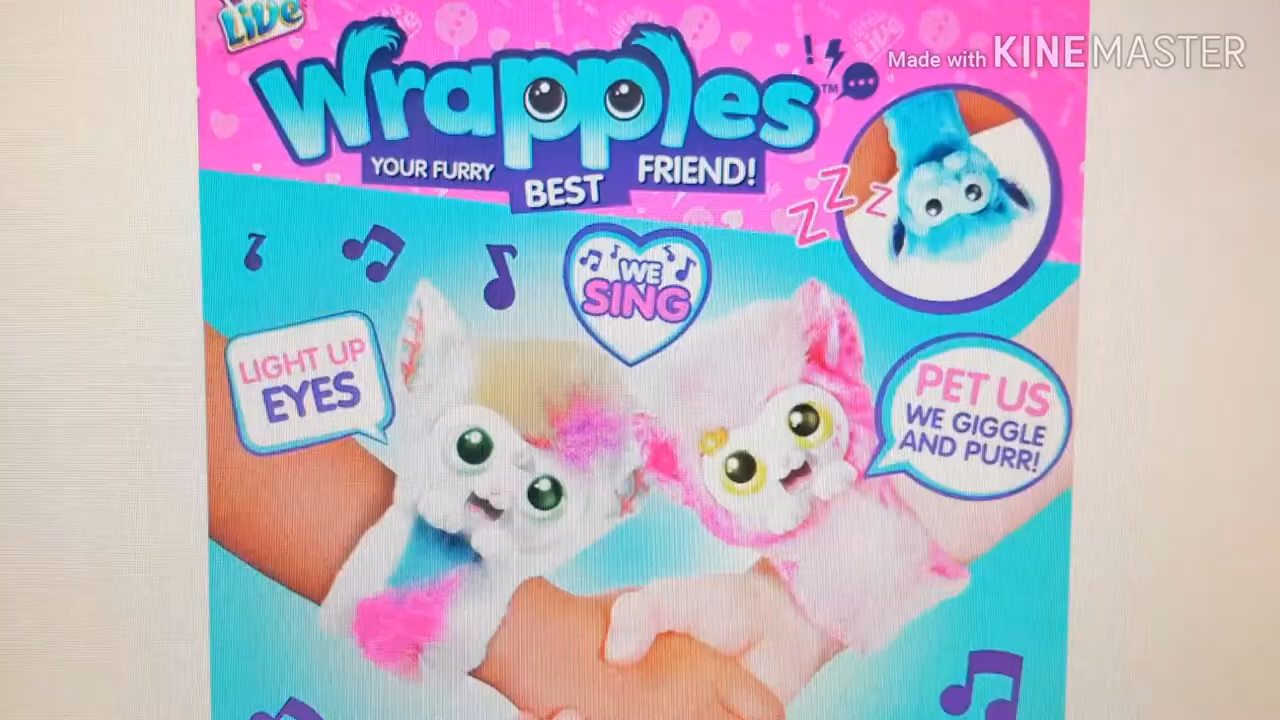 LiVE
Made with KINEMASTER
Wrapples
TM
YOUR FURRY BEST FRIEND!
Z Z Z
WE
SING
LIGHT UP
EYES
PET US
WE GIGGLE
AND PURR!